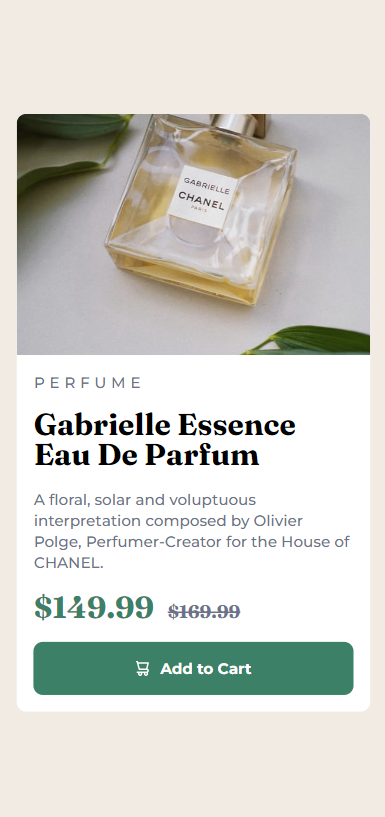 GABRIELLE
CHANEL
PARIS
PERFUME
Gabrielle Essence
Eau De Parfum
A floral, solar and voluptuous
interpretation composed by Olivier
Polge, Perfumer-Creator for the House of
CHANEL.
$149.99 $169.99
Add to Cart